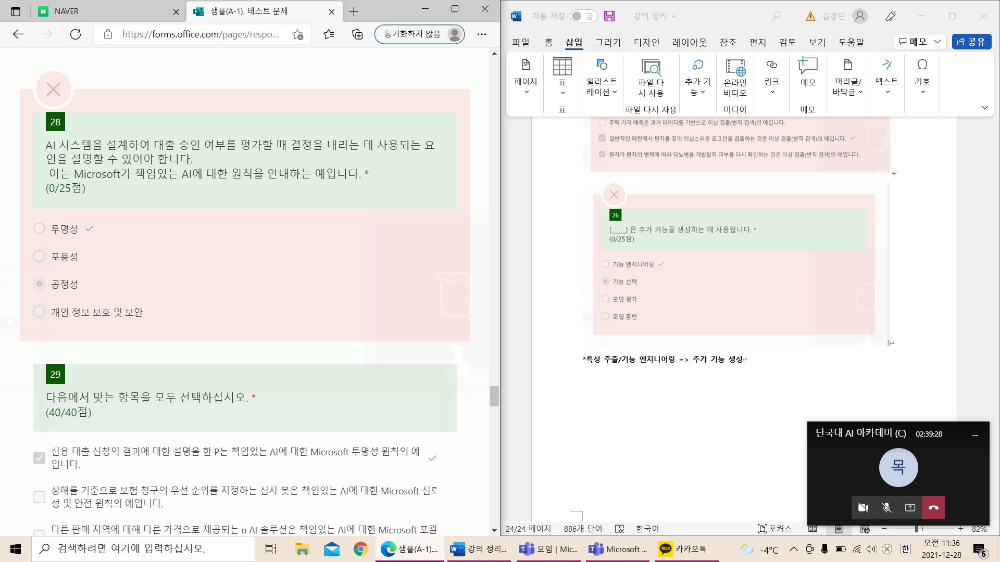 NAVER
샘플(A-1). 테스트 문제
https://forms.office.com/pages/respo...
동기화하지 않음
28
AI 시스템을 설계하여 대출 승인 여부를 평가할 때 결정을 내리는 데 사용되는 요
인을 설명할 수 있어야 합니다.
이는 Microsoft가 책임있는 AI에 대한 원칙을 안내하는 예입니다. *
(0/25점)
투명성
포용성
공정성
개인 정보 보호 및 보안
29
다음에서 맞는 항목을 모두 선택하십시오. *
(40/40점)
신용 대출 신청의 결과에 대한 설명을 한 P는 책임있는 AI에 대한 Microsoft 투명성 원칙의 예
입니다.
상해를 기준으로 보험 청구의 우선 순위를 지정하는 심사 봇은 책임있는 AI에 대한 Microsoft 신뢰
성 및 안전 원칙의 예입니다.
다른 판매 지역에 대해 다른 가격으로 제공되는 n AI 솔루션은 책임있는 AI에 대한 Microsoft 포괄
자동 저장 끔 강의 정리 김경민
파일 홈 삽입 그리기 디자인 레이아웃 참조 편지 검토 보기 도움말 메모 공유
페이지 표 일러스트 파일 다 추가 기 온라인 링크 메모 머리글/ 텍스트 기호
레이션 시 사용 능 비디오 바닥글
표 파일 다시 사용 미디어 메모
주택 가격 예측은 과거 데이터를 기반으로 이상 검출(변칙 검색)의 예입니다.
일반적인 패턴에서 편차를 찾아 의심스러운 로그인을 검출하는 것은 이상 검출(변칙 검색)의 예입니다.
환자가 환자의 병력에 따라 당뇨병을 개발할지 여부를 다시 확인하는 것은 이상 검출(변칙 검색)의 예입니다.
26
[____] 은 추가 기능을 생성하는 데 사용됩니다. *
(0/25점)
기능 엔지니어링
기능 선택
모델 평가
모델 훈련
*특성 추출/기능 엔지니어링 => 추가 기능 생성
단국대 AI 아카데미 (C) 02:39:28
목
24/24 페이지 886개 단어 한국어 포커스 82%
검색하려면 여기에 입력하십시오.
샘플(A-1)....
강의 정리...
모임 | Mic...
Microsoft ...
TALK
카카오톡
-4°C
한
오전 11:36
2021-12-28
6